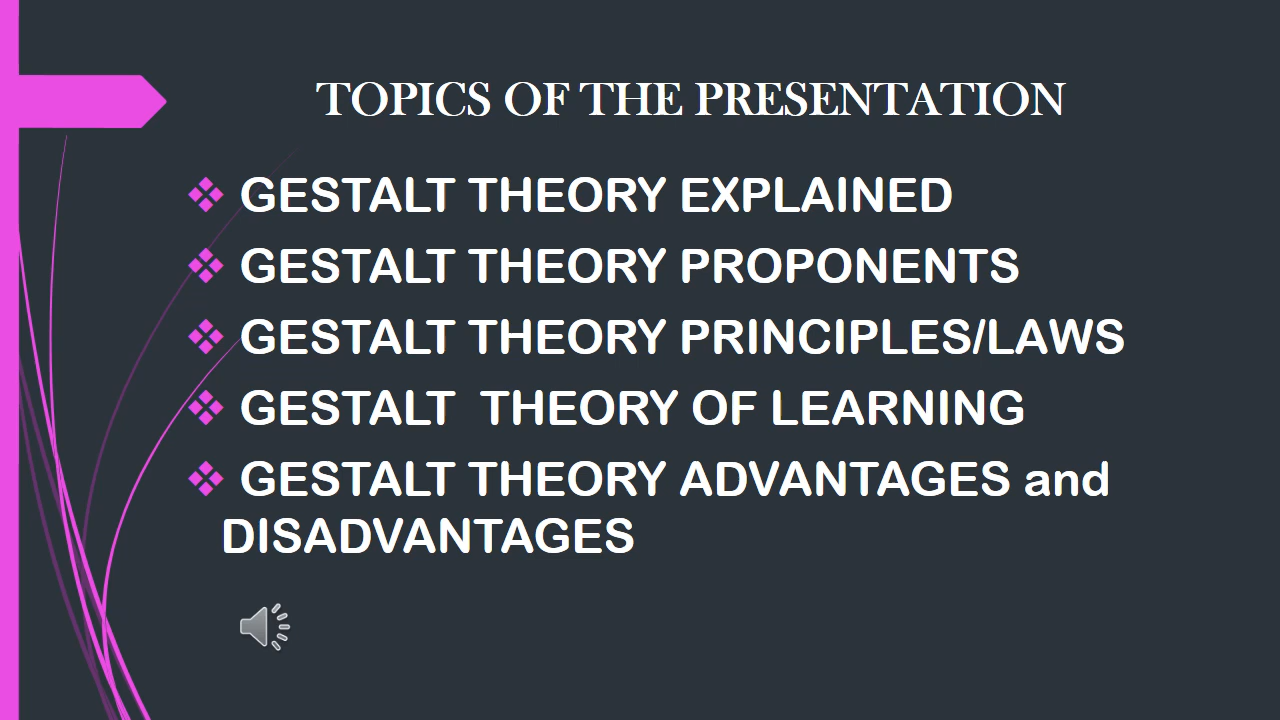 TOPICS OF THE PRESENTATION
GESTALT THEORY EXPLAINED
GESTALT THEORY PROPONENTS
GESTALT THEORY PRINCIPLES/LAWS
GESTALT  THEORY OF LEARNING
GESTALT THEORY ADVANTAGES and
DISADVANTAGES